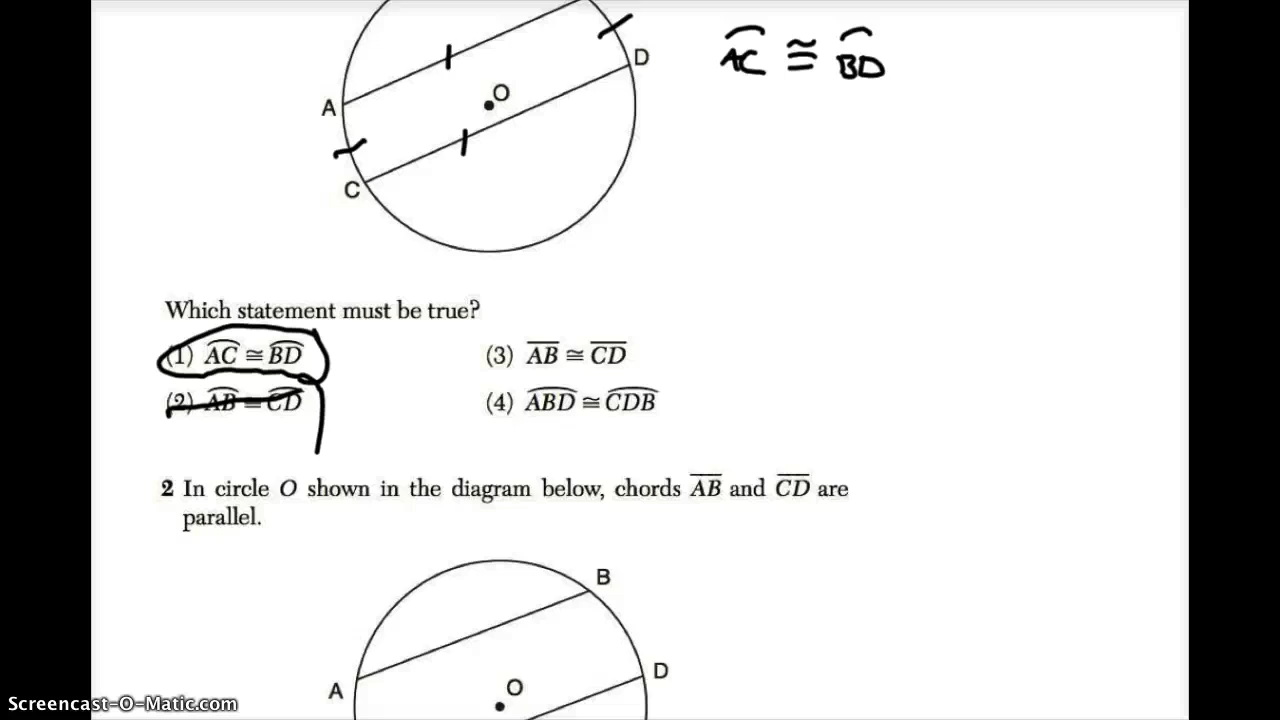 AC ≅ BD
D
O
A
C
Which statement must be true?
(1) AC ≅ BD (3) AB ≅ CD
(2) AB ≅ CD (4) ABD ≅ CDB
2 In circle O shown in the diagram below, chords AB and CD are
parallel.
B
D
A
O
Screencast-O-Matic.com